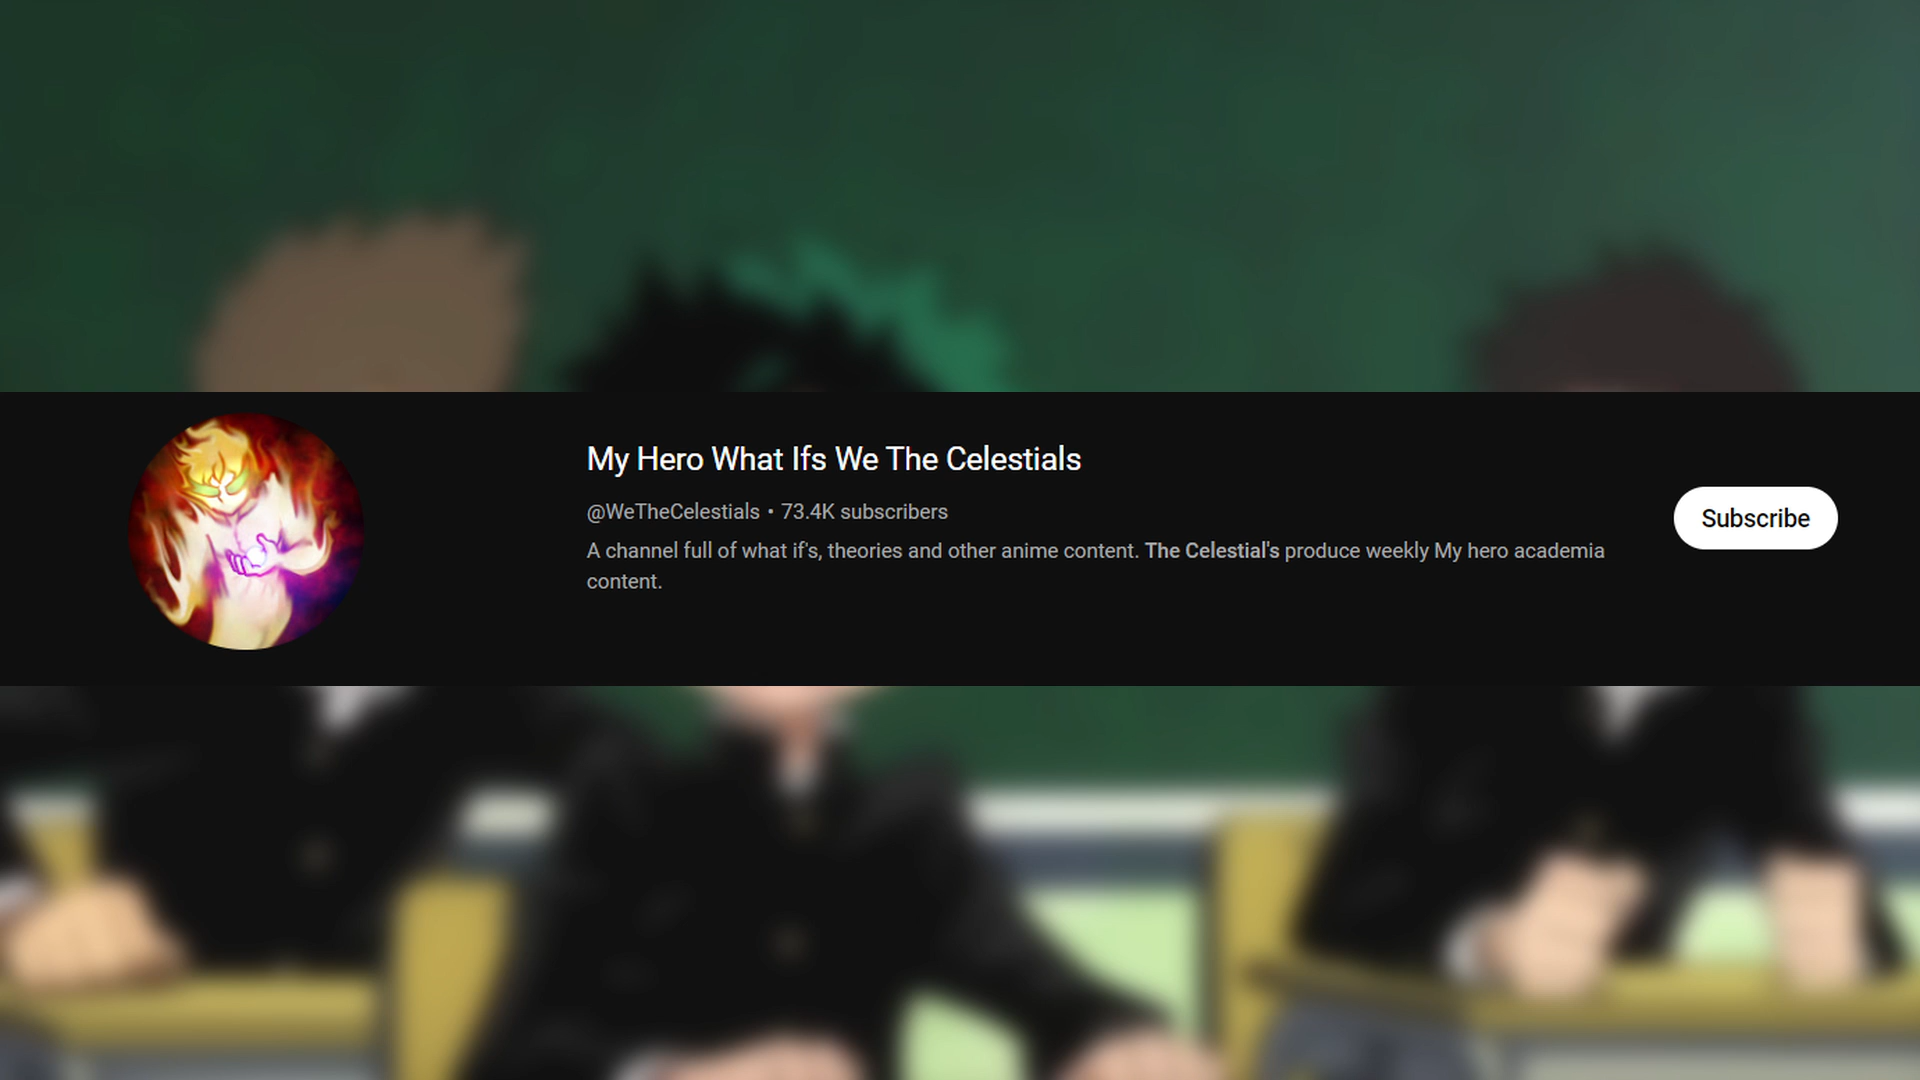 My Hero What Ifs We The Celestials
@WeTheCelestials • 73.4K subscribers
Subscribe
A channel full of what if's, theories and other anime content. The Celestial's produce weekly My hero academia
content.